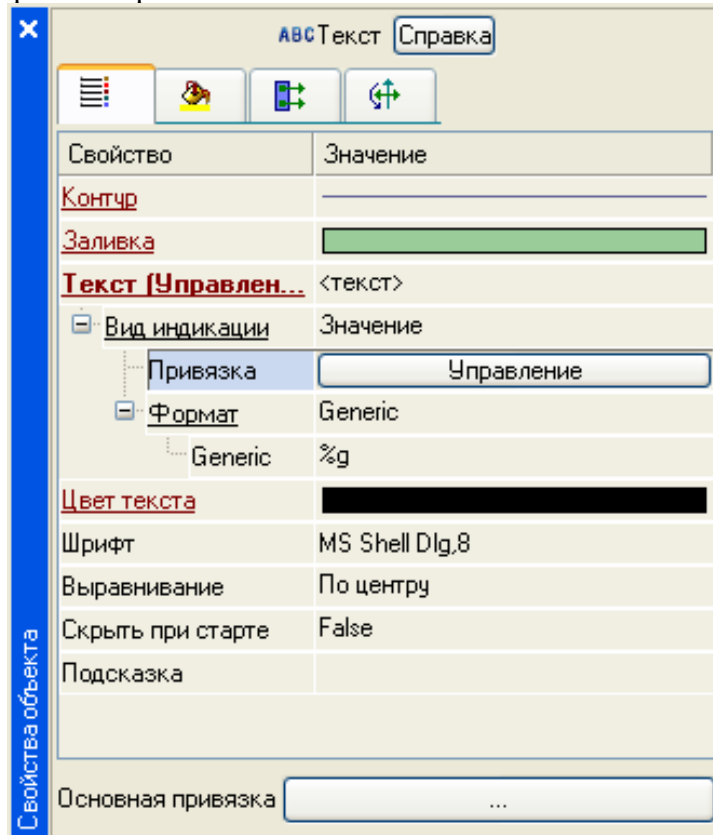 ABC Текст Справка
Свойство Значение
Контур
Заливка
Текст (Управлен... <текст>
Вид индикации Значение
Привязка Управление
Формат Generic
Generic %g
Цвет текста
Шрифт MS Shell Dlg,8
Выравнивание По центру
Скрыть при старте False
Подсказка
Основная привязка ...
Свойства объекта